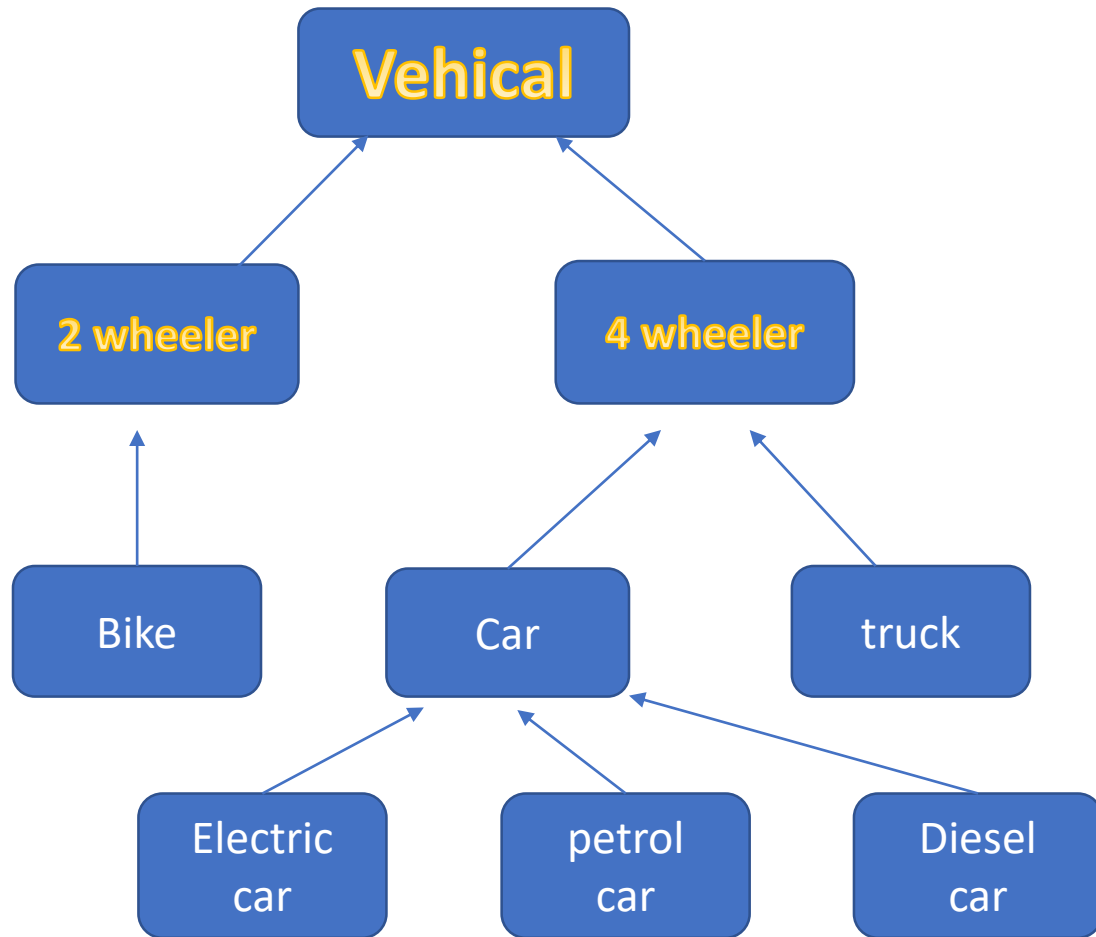 Vehical
2 wheeler
4 wheeler
Bike
Car
truck
Electric
car
petrol
car
Diesel
car